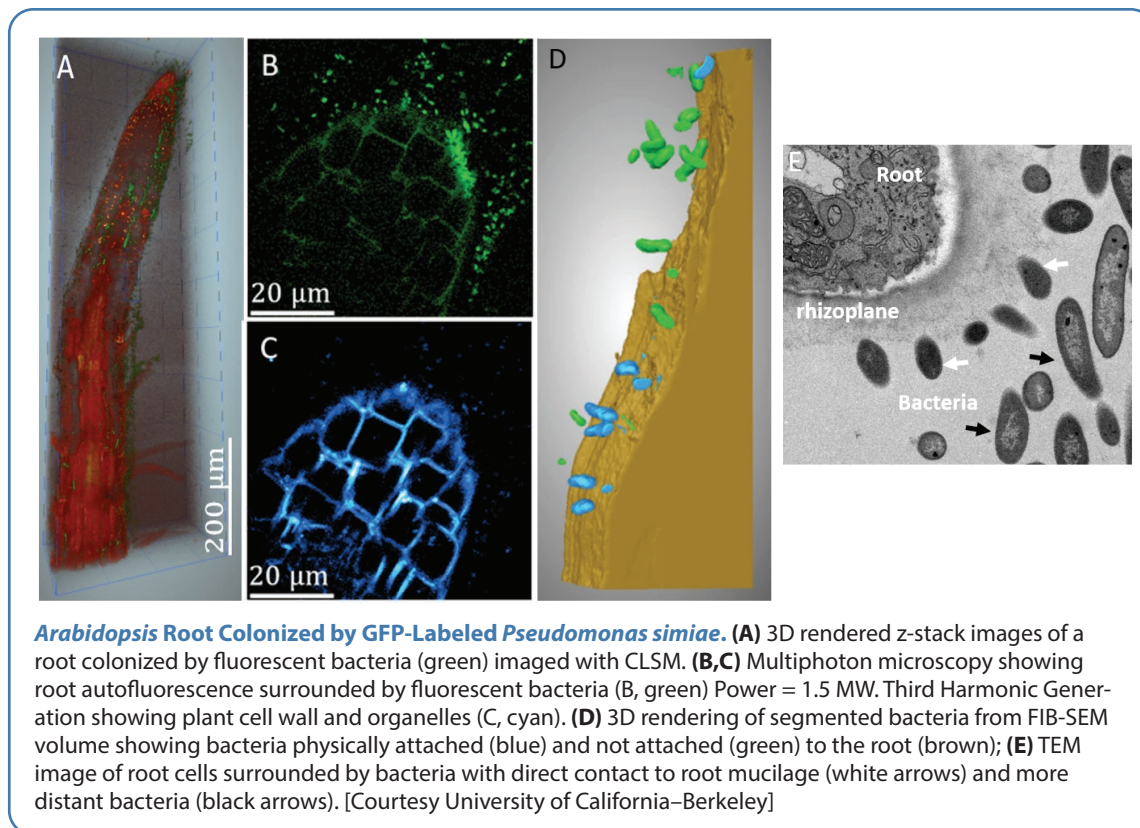 A
B
D
E
Root
20 µm
rhizoplane
C
Bacteria
200 µm
20 µm
Arabidopsis Root Colonized by GFP-Labeled Pseudomonas simiae. (A) 3D rendered z-stack images of a
root colonized by fluorescent bacteria (green) imaged with CLSM. (B,C) Multiphoton microscopy showing
root autofluorescence surrounded by fluorescent bacteria (B, green) Power = 1.5 MW. Third Harmonic Gener-
ation showing plant cell wall and organelles (C, cyan). (D) 3D rendering of segmented bacteria from FIB-SEM
volume showing bacteria physically attached (blue) and not attached (green) to the root (brown); (E) TEM
image of root cells surrounded by bacteria with direct contact to root mucilage (white arrows) and more
distant bacteria (black arrows). [Courtesy University of California–Berkeley]